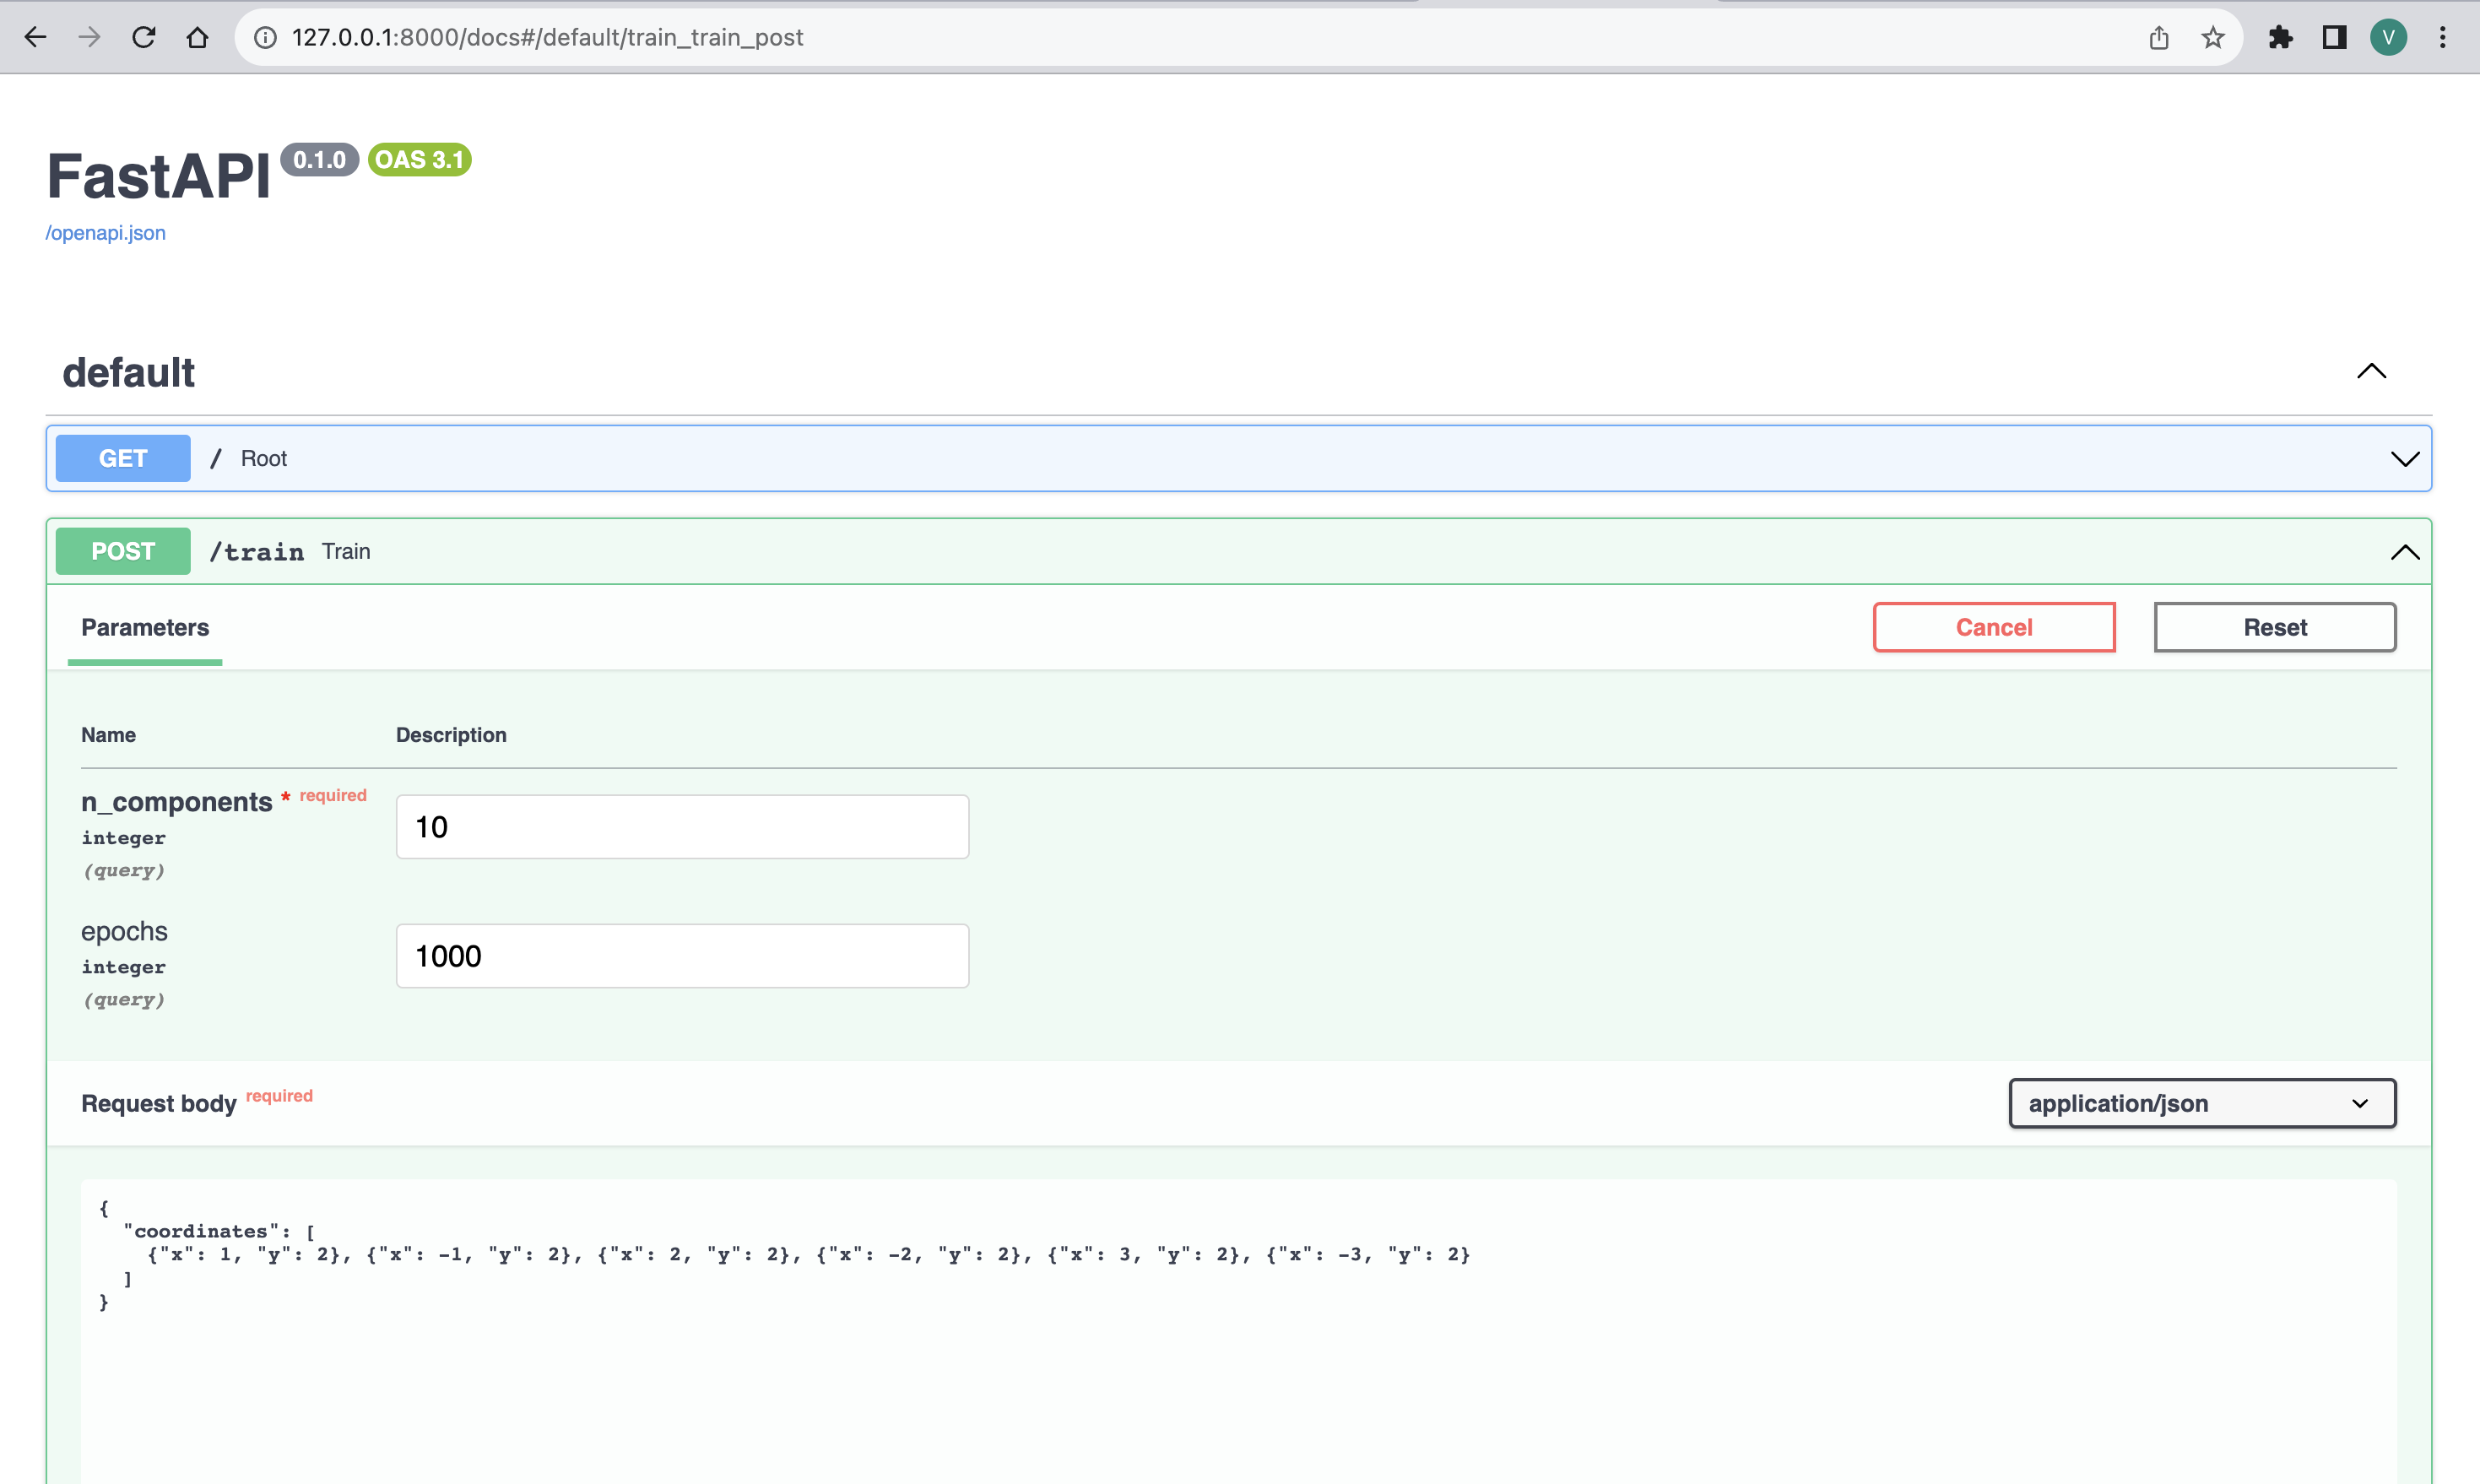 127.0.0.1:8000/docs#/default/train_train_post
V
FastAPI 0.1.0 OAS 3.1
/openapi.json
default
GET / Root
POST /train Train
Parameters
Cancel
Reset
Name Description
n_components * required
integer
(query)
10
epochs
integer
(query)
1000
Request body required
application/json
{
  "coordinates": [
    {"x": 1, "y": 2}, {"x": -1, "y": 2}, {"x": 2, "y": 2}, {"x": -2, "y": 2}, {"x": 3, "y": 2}, {"x": -3, "y": 2}
  ]
}